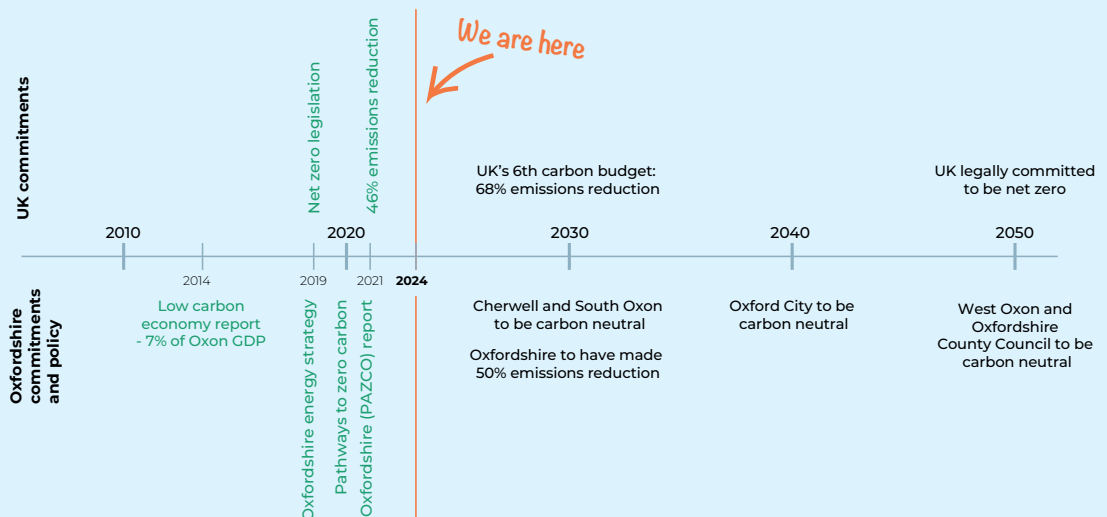 We are here
UK commitments
Net zero legislation
46% emissions reduction
UK's 6th carbon budget:
68% emissions reduction
UK legally committed
to be net zero
2010
2020
2030
2040
2050
2014
2019
2021
2024
Oxfordshire
commitments
and policy
Low carbon
economy report
- 7% of Oxon GDP
Oxfordshire energy strategy
Pathways to zero carbon
Oxfordshire (PAZCO) report
Cherwell and South Oxon
to be carbon neutral
Oxfordshire to have made
50% emissions reduction
Oxford City to be
carbon neutral
West Oxon and
Oxfordshire
County Council to be
carbon neutral